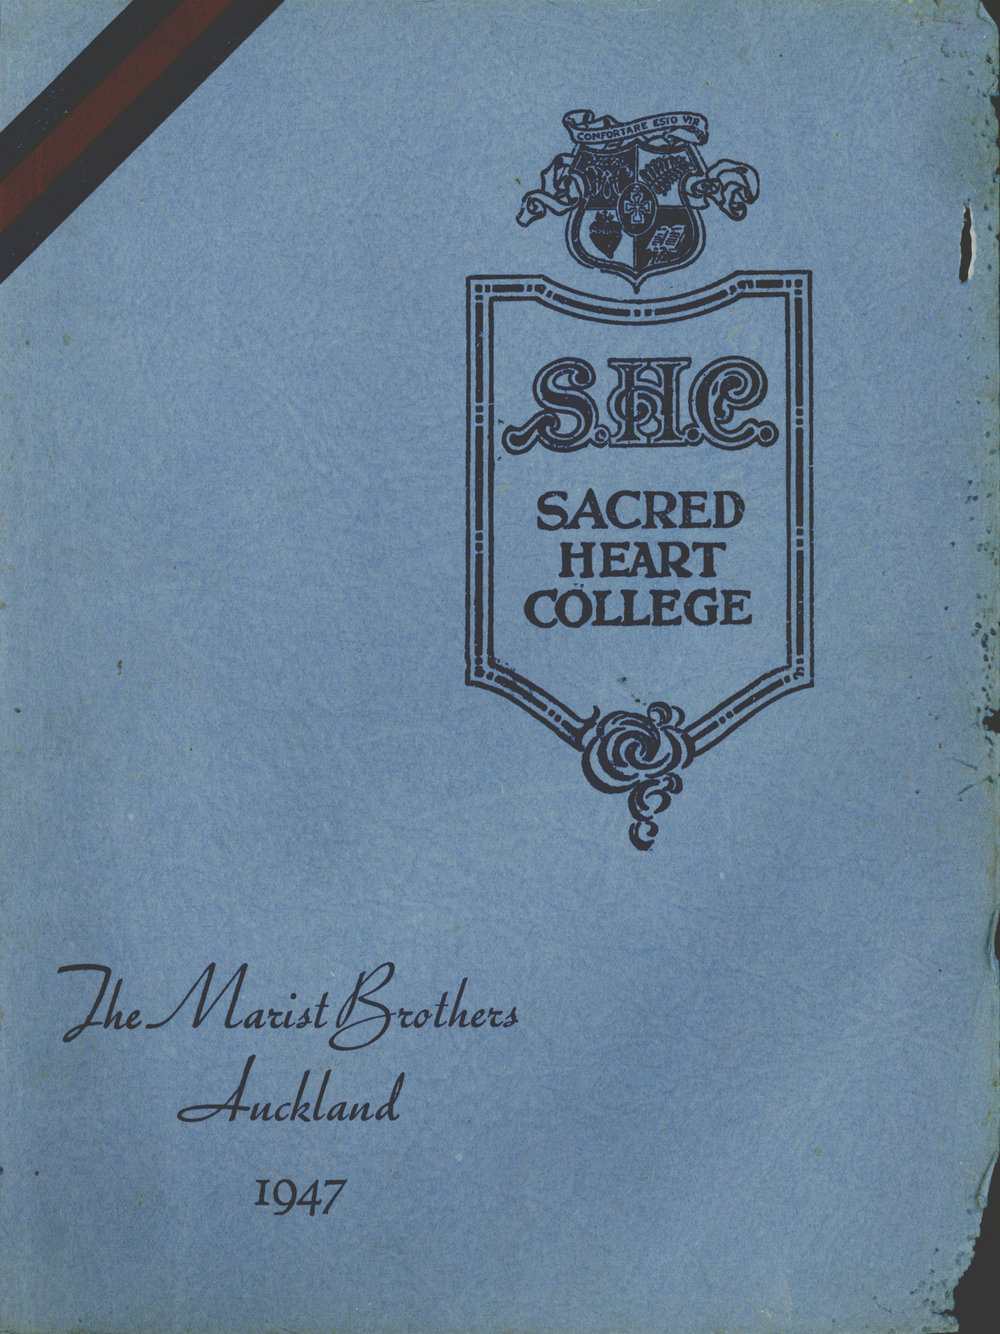 CONFORTARE ESTO VIR
S.H.C.
SACRED
HEART
COLLEGE
The Marist Brothers
Auckland
1947